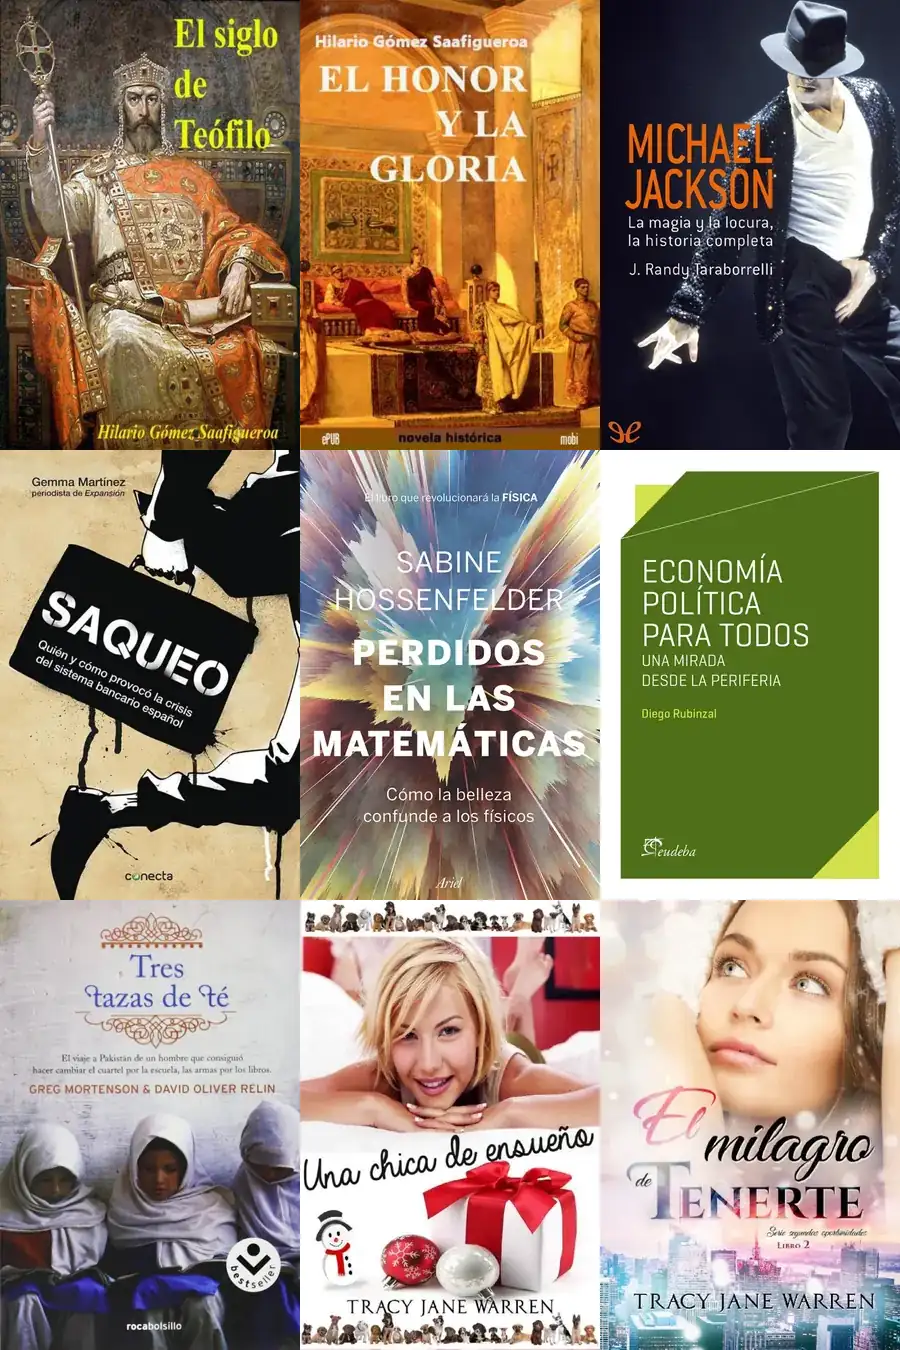 El siglo
de
Teófilo
Hilario Gómez Saafigueroa
Hilario Gómez Saafigueroa
EL HONOR
Y LA
GLORIA
ePUB
novela histórica
mobi
MICHAEL
JACKSON
La magia y la locura,
la historia completa
J. Randy Taraborrelli
Gemma Martínez
periodista de Expansión
SAQUEO
Quién y cómo provocó la crisis
del sistema bancario español
conecta
El libro que revolucionará la FÍSICA
SABINE
HOSSENFELDER
PERDIDOS
EN LAS
MATEMÁTICAS
Cómo la belleza
confunde a los físicos
Ariel
ECONOMÍA
POLÍTICA
PARA TODOS
UNA MIRADA
DESDE LA PERIFERIA
Diego Rubinzal
eudeba
Tres
tazas de té
El viaje a Pakistán de un hombre que consiguió
hacer cambiar el cuartel por la escuela, las armas por los libros.
GREG MORTENSON & DAVID OLIVER RELIN
bestseller
rocabolsillo
Una chica de ensueño
TRACY JANE WARREN
El milagro
de TENERTE
Serie segundas oportunidades
LIBRO 2
TRACY JANE WARREN